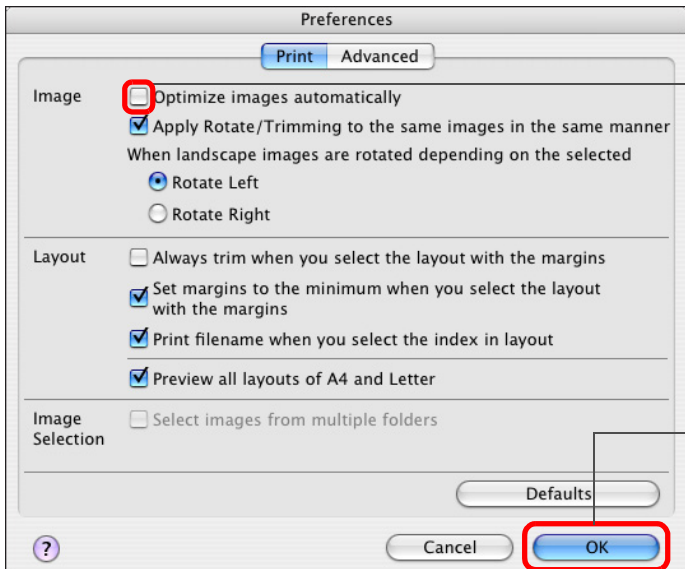 Preferences
Print Advanced
Image Optimize images automatically
Apply Rotate/Trimming to the same images in the same manner
When landscape images are rotated depending on the selected
Rotate Left
Rotate Right
Layout Always trim when you select the layout with the margins
Set margins to the minimum when you select the layout
with the margins
Print filename when you select the index in layout
Preview all layouts of A4 and Letter
Image Select images from multiple folders
Selection
Defaults
? Cancel OK